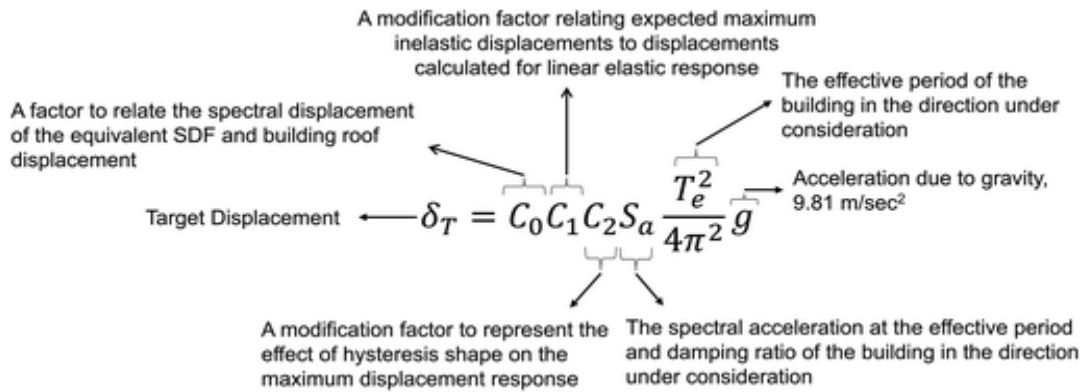 A modification factor relating expected maximum
inelastic displacements to displacements
calculated for linear elastic response
The effective period of the
building in the direction under
consideration
A factor to relate the spectral displacement
of the equivalent SDF and building roof
displacement
Acceleration due to gravity,
9.81 m/sec²
Target Displacement
δ_T = C₀C₁C₂Sₐ T_e²/4π² g
A modification factor to represent the
effect of hysteresis shape on the
maximum displacement response
The spectral acceleration at the effective period
and damping ratio of the building in the direction
under consideration